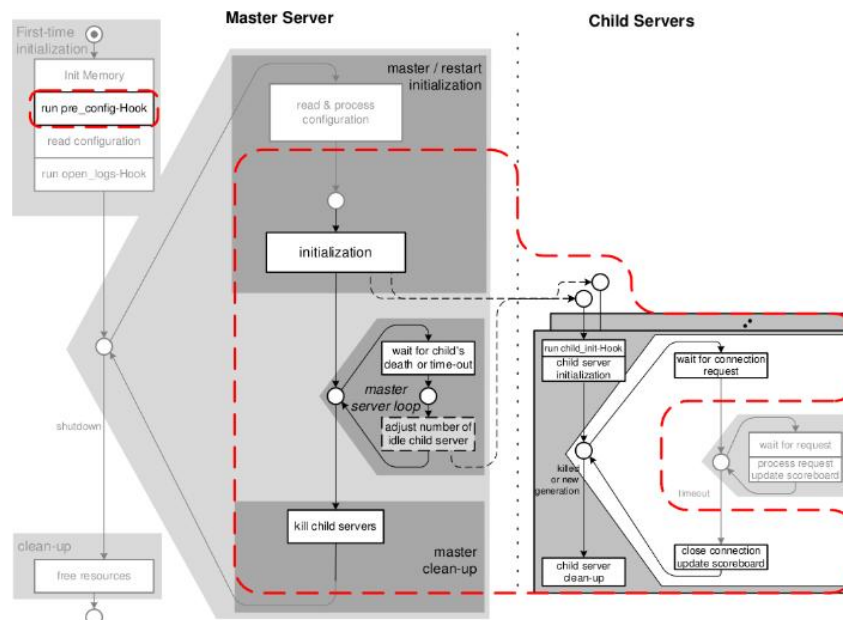 Master Server
Child Servers
First-time
initialization
Init Memory
run pre_config-Hook
read configuration
run open_logs-Hook
master / restart
initialization
read & process
configuration
initialization
wait for child's
death or time-out
master
server loop
adjust number of
idle child server
shutdown
kill child servers
master
clean-up
clean-up
free resources
run child_init-Hook
child server
initialization
wait for connection
request
wait for request
process request
update scoreboard
killed
or new
generation
timeout
child server
clean-up
close connection
update scoreboard